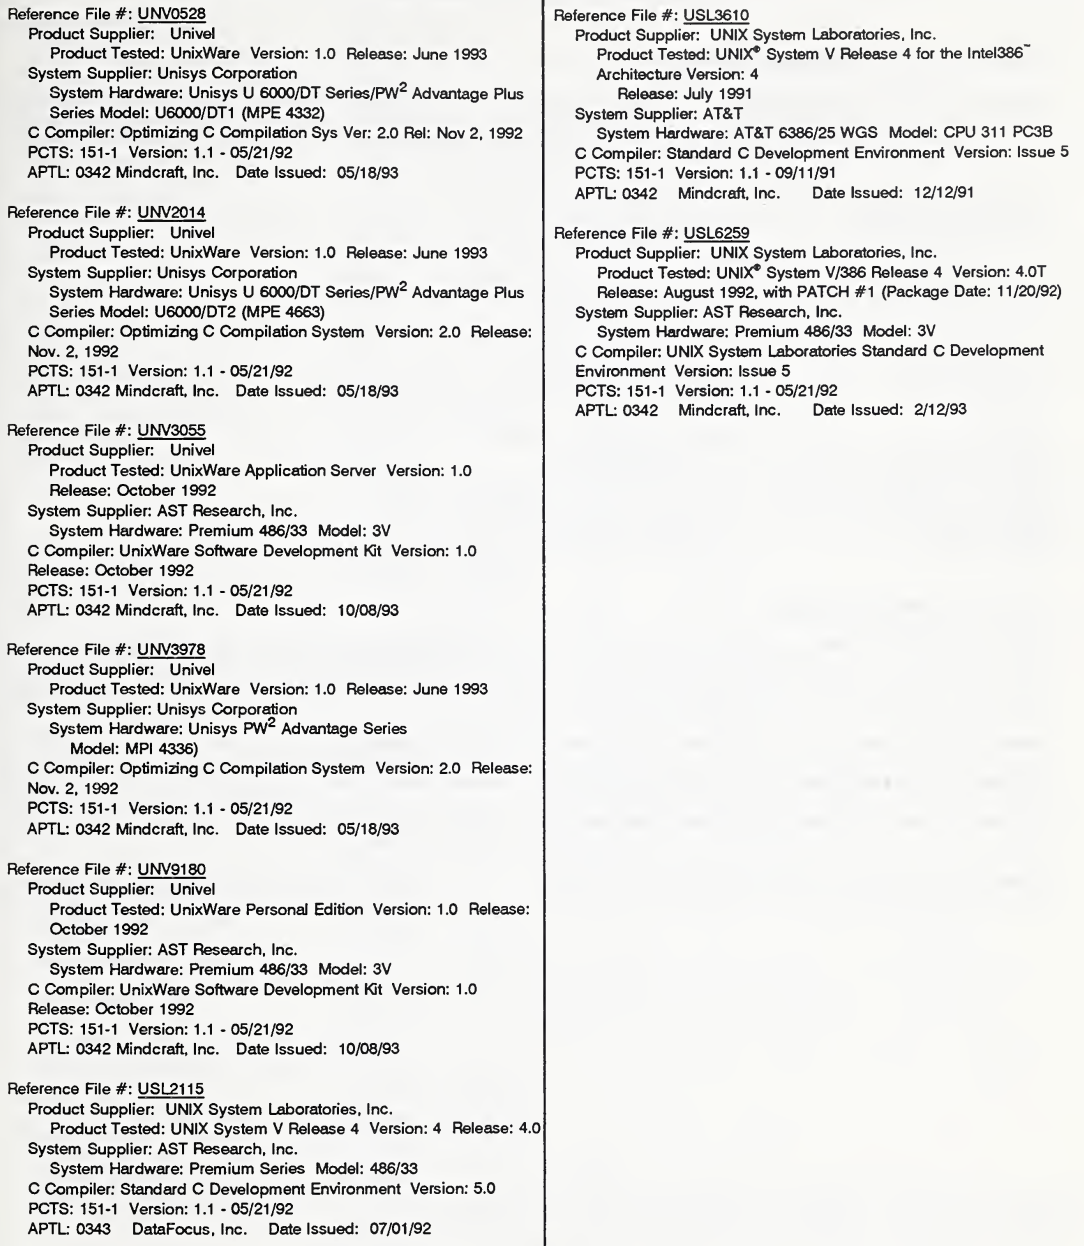 Reference File #: UNV0528
Product Supplier: Univel
Product Tested: UnixWare Version: 1.0 Release: June 1993
System Supplier: Unisys Corporation
System Hardware: Unisys U 6000/DT Series/PW2 Advantage Plus
Series Model: U6000/DT1 (MPE 4332)
C Compiler: Optimizing C Compilation Sys Ver: 2.0 Rel: Nov 2, 1992
PCTS: 151-1 Version: 1.1 - 05/21/92
APTL: 0342 Mindcraft, Inc. Date Issued: 05/18/93
Reference File #: UNV2014
Product Supplier: Univel
Product Tested: UnixWare Version: 1.0 Release: June 1993
System Supplier: Unisys Corporation
System Hardware: Unisys U 6000/DT Series/PW2 Advantage Plus
Series Model: U6000/DT2 (MPE 4663)
C Compiler: Optimizing C Compilation System Version: 2.0 Release:
Nov. 2, 1992
PCTS: 151-1 Version: 1.1 - 05/21/92
APTL: 0342 Mindcraft, Inc. Date Issued: 05/18/93
Reference File #: UNV3055
Product Supplier: Univel
Product Tested: UnixWare Application Server Version: 1.0
Release: October 1992
System Supplier: AST Research, Inc.
System Hardware: Premium 486/33 Model: 3V
C Compiler: UnixWare Software Development Kit Version: 1.0
Release: October 1992
PCTS: 151-1 Version: 1.1 - 05/21/92
APTL: 0342 Mindcraft, Inc. Date Issued: 10/08/93
Reference File #: UNV3978
Product Supplier: Univel
Product Tested: UnixWare Version: 1.0 Release: June 1993
System Supplier: Unisys Corporation
System Hardware: Unisys PW2 Advantage Series
Model: MPI 4336)
C Compiler: Optimizing C Compilation System Version: 2.0 Release:
Nov. 2, 1992
PCTS: 151-1 Version: 1.1 - 05/21/92
APTL: 0342 Mindcraft, Inc. Date Issued: 05/18/93
Reference File #: UNV9180
Product Supplier: Univel
Product Tested: UnixWare Personal Edition Version: 1.0 Release:
October 1992
System Supplier: AST Research, Inc.
System Hardware: Premium 486/33 Model: 3V
C Compiler: UnixWare Software Development Kit Version: 1.0
Release: October 1992
PCTS: 151-1 Version: 1.1 - 05/21/92
APTL: 0342 Mindcraft, Inc. Date Issued: 10/08/93
Reference File #: USL2115
Product Supplier: UNIX System Laboratories, Inc.
Product Tested: UNIX System V Release 4 Version: 4 Release: 4.0
System Supplier: AST Research, Inc.
System Hardware: Premium Series Model: 486/33
C Compiler: Standard C Development Environment Version: 5.0
PCTS: 151-1 Version: 1.1 - 05/21/92
APTL: 0343 DataFocus, Inc. Date Issued: 07/01/92
Reference File #: USL3610
Product Supplier: UNIX System Laboratories, Inc.
Product Tested: UNIX® System V Release 4 for the Intel386™
Architecture Version: 4
Release: July 1991
System Supplier: AT&T
System Hardware: AT&T 6386/25 WGS Model: CPU 311 PC3B
C Compiler: Standard C Development Environment Version: Issue 5
PCTS: 151-1 Version: 1.1 - 09/11/91
APTL: 0342 Mindcraft, Inc. Date Issued: 12/12/91
Reference File #: USL6259
Product Supplier: UNIX System Laboratories, Inc.
Product Tested: UNIX® System V/386 Release 4 Version: 4.0T
Release: August 1992, with PATCH #1 (Package Date: 11/20/92)
System Supplier: AST Research, Inc.
System Hardware: Premium 486/33 Model: 3V
C Compiler: UNIX System Laboratories Standard C Development
Environment Version: Issue 5
PCTS: 151-1 Version: 1.1 - 05/21/92
APTL: 0342 Mindcraft, Inc. Date Issued: 2/12/93